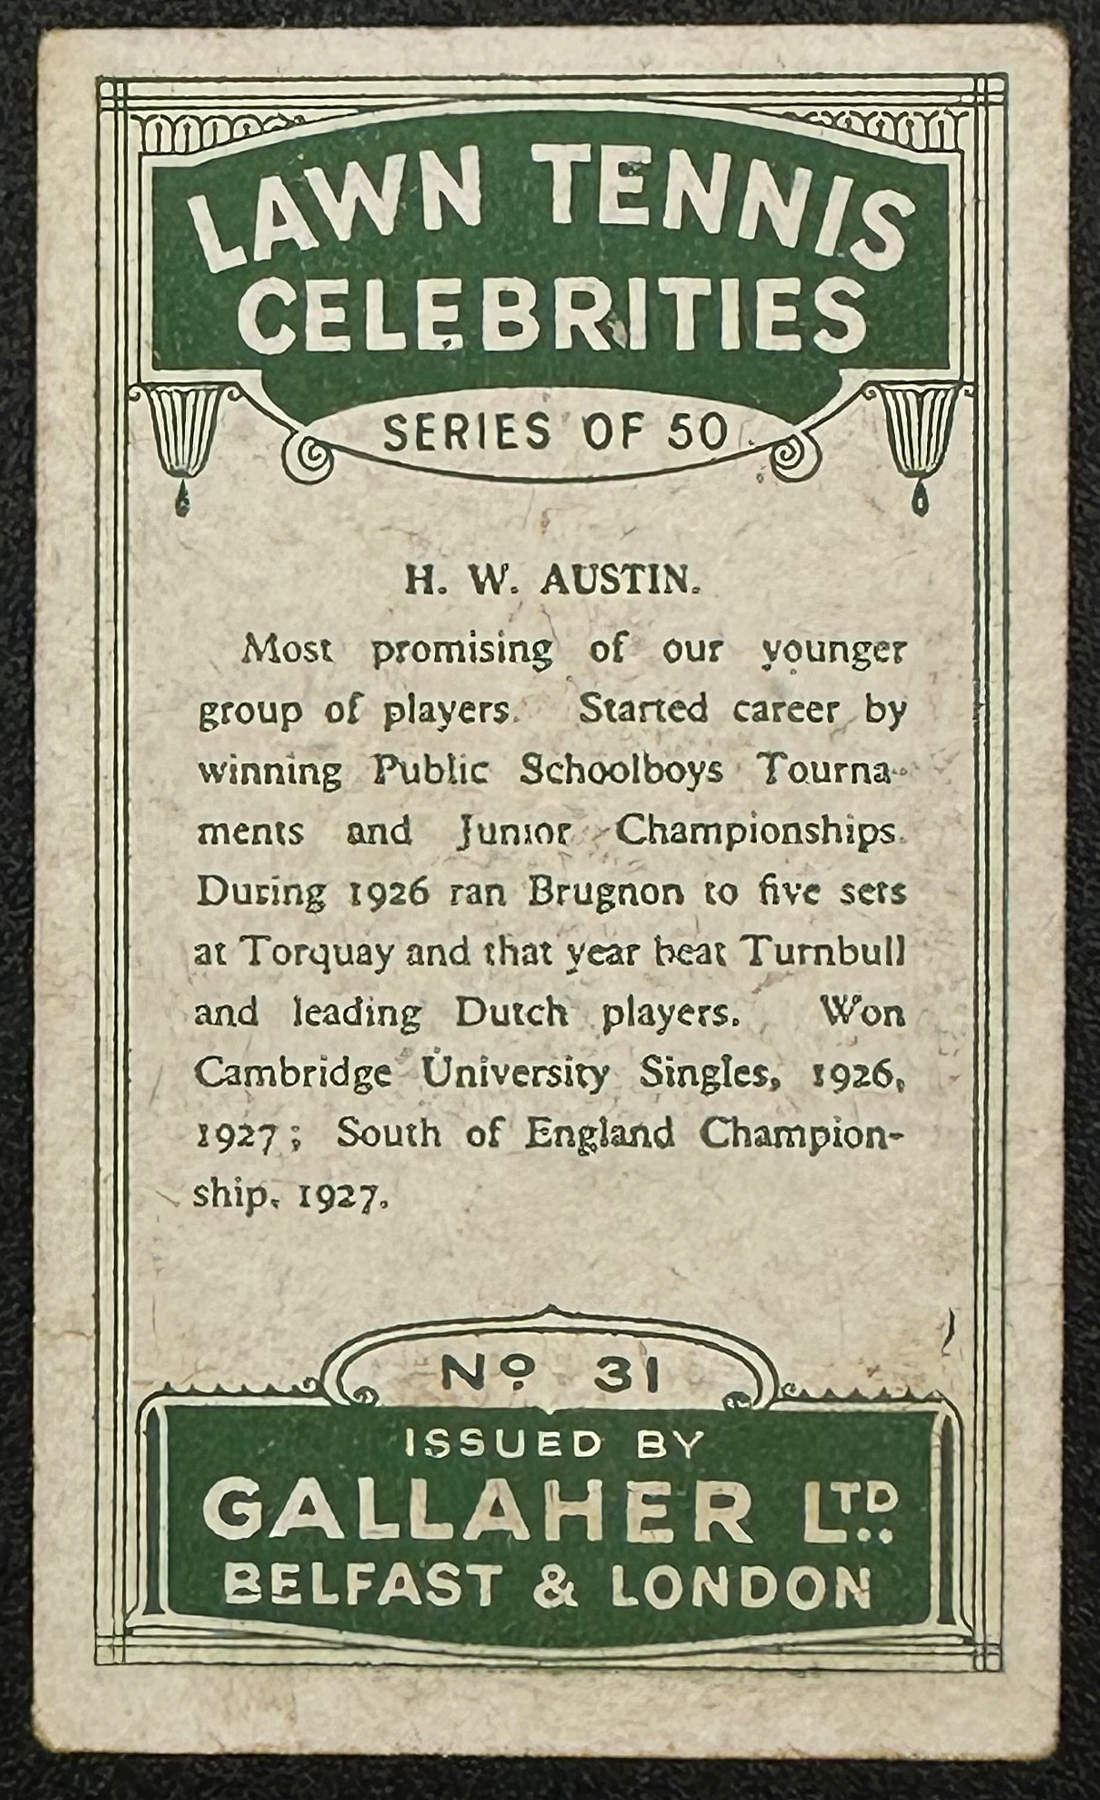 LAWN TENNIS
CELEBRITIES
SERIES OF 50
H. W. AUSTIN.
Most promising of our younger
group of players. Started career by
winning Public Schoolboys Tourna-
ments and Junior Championships.
During 1926 ran Brugnon to five sets
at Torquay and that year beat Turnbull
and leading Dutch players. Won
Cambridge University Singles, 1926,
1927; South of England Champion-
ship, 1927.
Nº 31
ISSUED BY
GALLAHER LTD.
BELFAST & LONDON